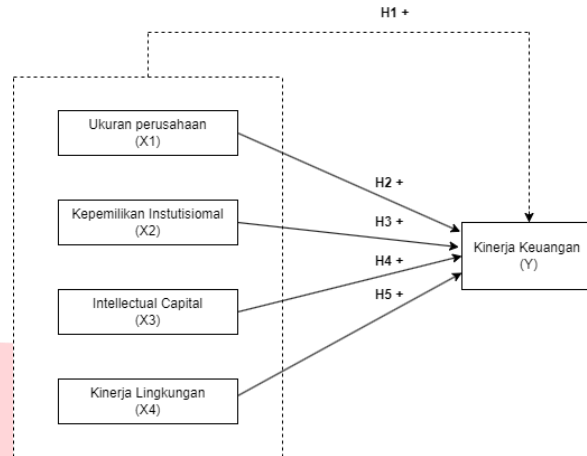 H1 +
Ukuran perusahaan
(X1)
H2 +
Kepemilikan Instutisiomal
(X2)
H3 +
Kinerja Keuangan
(Y)
H4 +
Intellectual Capital
(X3)
H5 +
Kinerja Lingkungan
(X4)